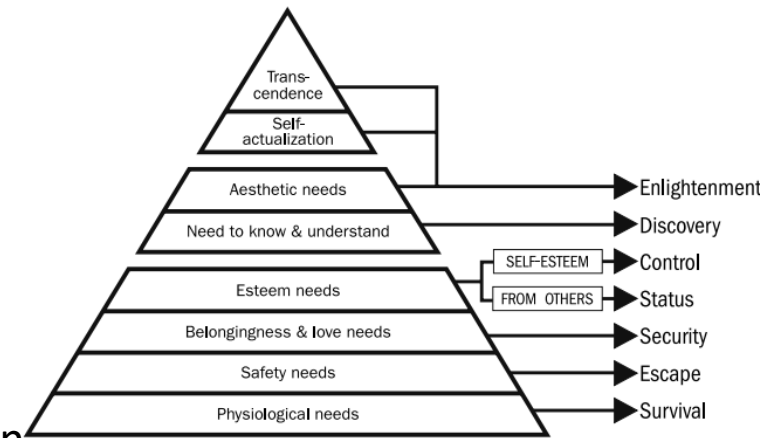 Trans-
cendence
Self-
actualization
Aesthetic needs
Enlightenment
Need to know & understand
Discovery
SELF-ESTEEM
Control
Esteem needs
FROM OTHERS
Status
Belongingness & love needs
Security
Safety needs
Escape
Physiological needs
Survival